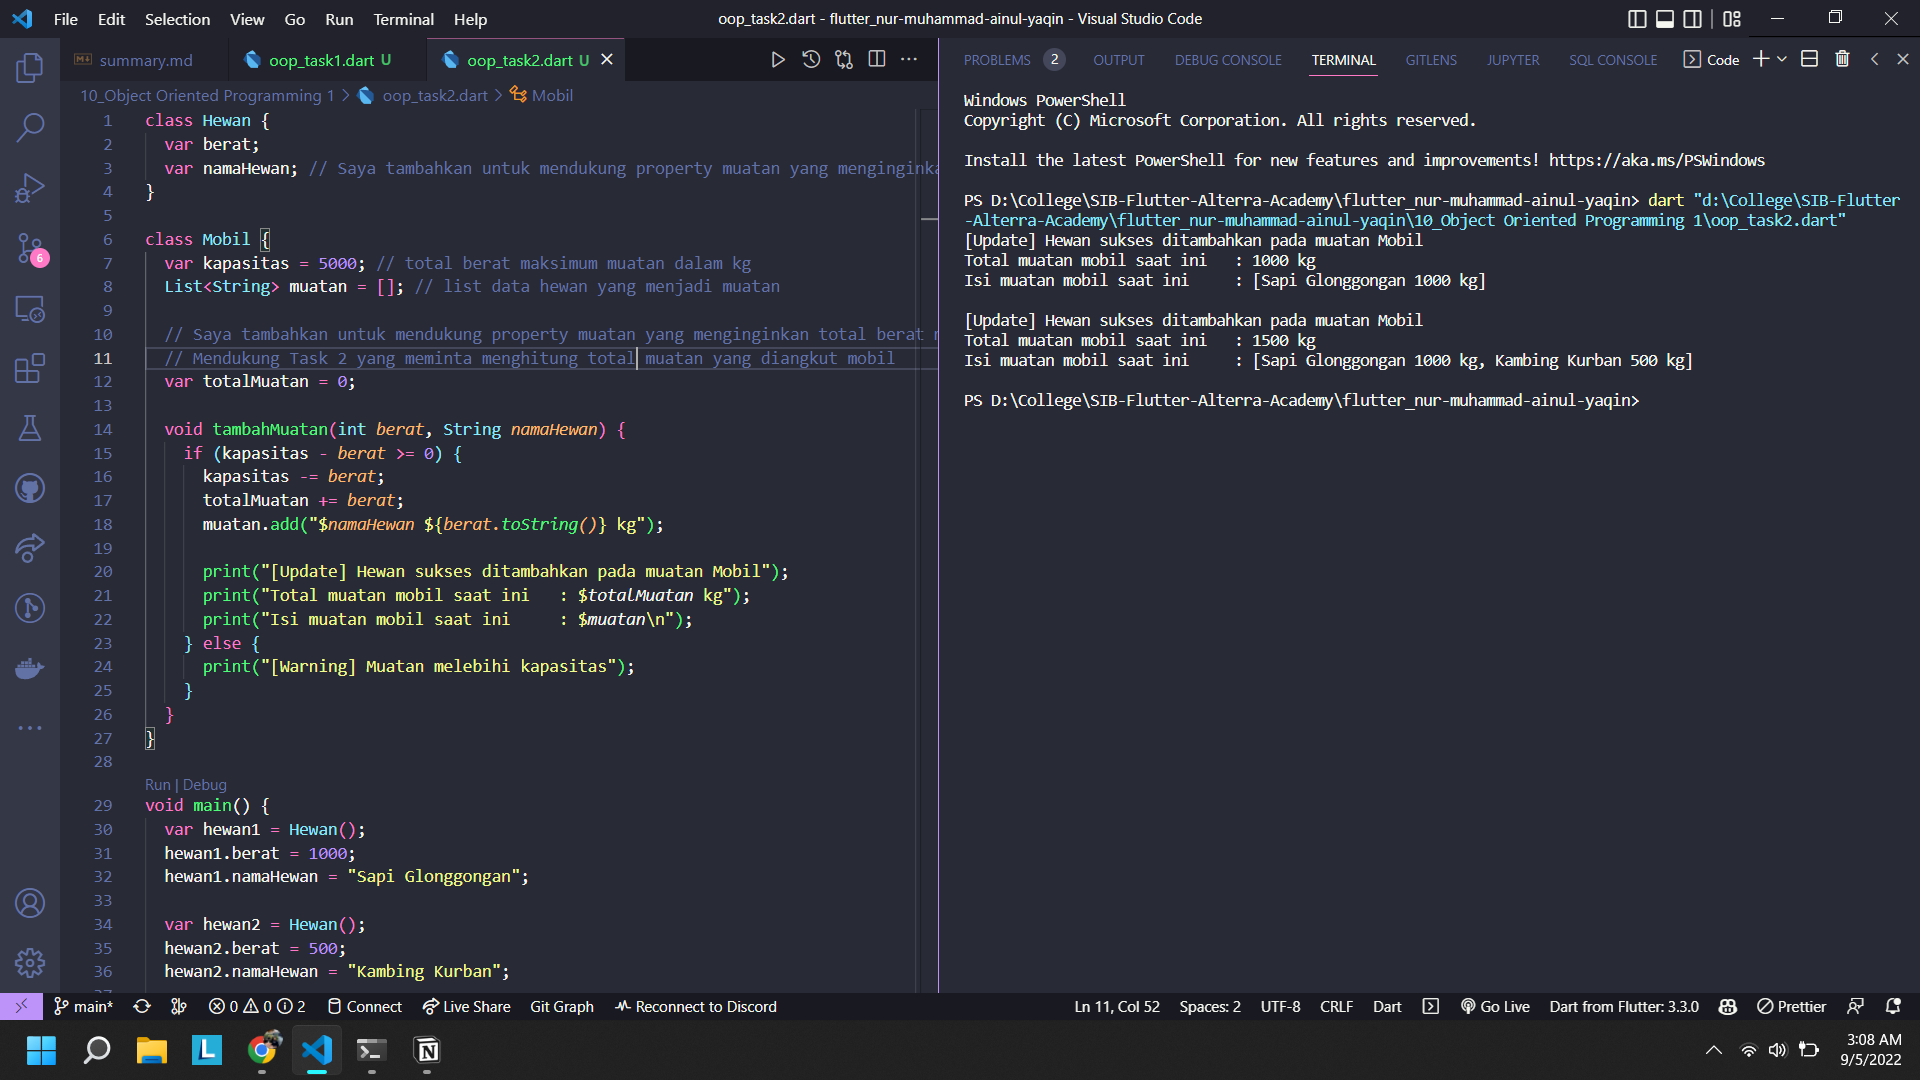 File Edit Selection View Go Run Terminal Help
oop_task2.dart - flutter_nur-muhammad-ainul-yaqin - Visual Studio Code
summary.md
oop_task1.dart U
oop_task2.dart U
10_Object Oriented Programming 1 > oop_task2.dart > Mobil
1 class Hewan {
2 var berat;
3 var namaHewan; // Saya tambahkan untuk mendukung property muatan yang menginginka
4 }
5
6 class Mobil {
7 var kapasitas = 5000; // total berat maksimum muatan dalam kg
8 List<String> muatan = []; // list data hewan yang menjadi muatan
9
10 // Saya tambahkan untuk mendukung property muatan yang menginginkan total berat
11 // Mendukung Task 2 yang meminta menghitung total muatan yang diangkut mobil
12 var totalMuatan = 0;
13
14 void tambahMuatan(int berat, String namaHewan) {
15 if (kapasitas - berat >= 0) {
16 kapasitas -= berat;
17 totalMuatan += berat;
18 muatan.add("$namaHewan ${berat.toString()} kg");
19
20 print("[Update] Hewan sukses ditambahkan pada muatan Mobil");
21 print("Total muatan mobil saat ini   : $totalMuatan kg");
22 print("Isi muatan mobil saat ini     : $muatan\n");
23 } else {
24 print("[Warning] Muatan melebihi kapasitas");
25 }
26 }
27 }
28
Run | Debug
29 void main() {
30 var hewan1 = Hewan();
31 hewan1.berat = 1000;
32 hewan1.namaHewan = "Sapi Glonggongan";
33
34 var hewan2 = Hewan();
35 hewan2.berat = 500;
36 hewan2.namaHewan = "Kambing Kurban";
6
PROBLEMS 2 OUTPUT DEBUG CONSOLE TERMINAL GITLENS JUPYTER SQL CONSOLE Code
Windows PowerShell
Copyright (C) Microsoft Corporation. All rights reserved.
Install the latest PowerShell for new features and improvements! https://aka.ms/PSWindows
PS D:\College\SIB-Flutter-Alterra-Academy\flutter_nur-muhammad-ainul-yaqin> dart "d:\College\SIB-Flutter
-Alterra-Academy\flutter_nur-muhammad-ainul-yaqin\10_Object Oriented Programming 1\oop_task2.dart"
[Update] Hewan sukses ditambahkan pada muatan Mobil
Total muatan mobil saat ini   : 1000 kg
Isi muatan mobil saat ini     : [Sapi Glonggongan 1000 kg]
[Update] Hewan sukses ditambahkan pada muatan Mobil
Total muatan mobil saat ini   : 1500 kg
Isi muatan mobil saat ini     : [Sapi Glonggongan 1000 kg, Kambing Kurban 500 kg]
PS D:\College\SIB-Flutter-Alterra-Academy\flutter_nur-muhammad-ainul-yaqin>
main* 0 0 2 Connect Live Share Git Graph Reconnect to Discord
Ln 11, Col 52 Spaces: 2 UTF-8 CRLF Dart Go Live Dart from Flutter: 3.3.0 Prettier
L
N
3:08 AM
9/5/2022